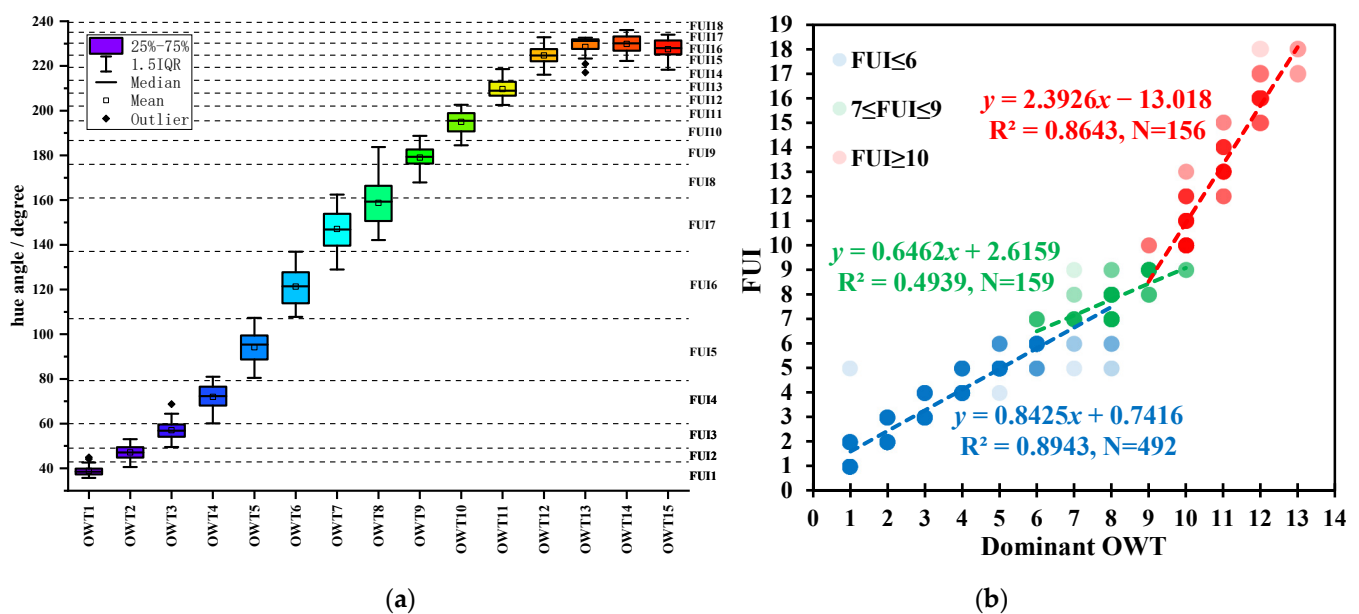 240
220
200
180
160
140
120
100
80
60
40
hue angle / degree
25%-75%
1.5IQR
Median
Mean
Outlier
FUI18
FUI17
FUI16
FUI15
FUI14
FUI13
FUI12
FUI11
FUI10
FUI9
FUI8
FUI7
FUI6
FUI5
FUI4
FUI3
FUI2
FUI1
OWT1 OWT2 OWT3 OWT4 OWT5 OWT6 OWT7 OWT8 OWT9 OWT10 OWT11 OWT12 OWT13 OWT14 OWT15
(a)
19
18
17
16
15
14
13
12
11
10
9
8
7
6
5
4
3
2
1
0
FUI
FUI≤6
7≤FUI≤9
FUI≥10
y = 2.3926x − 13.018
R² = 0.8643, N=156
y = 0.6462x + 2.6159
R² = 0.4939, N=159
y = 0.8425x + 0.7416
R² = 0.8943, N=492
0 1 2 3 4 5 6 7 8 9 10 11 12 13 14
Dominant OWT
(b)